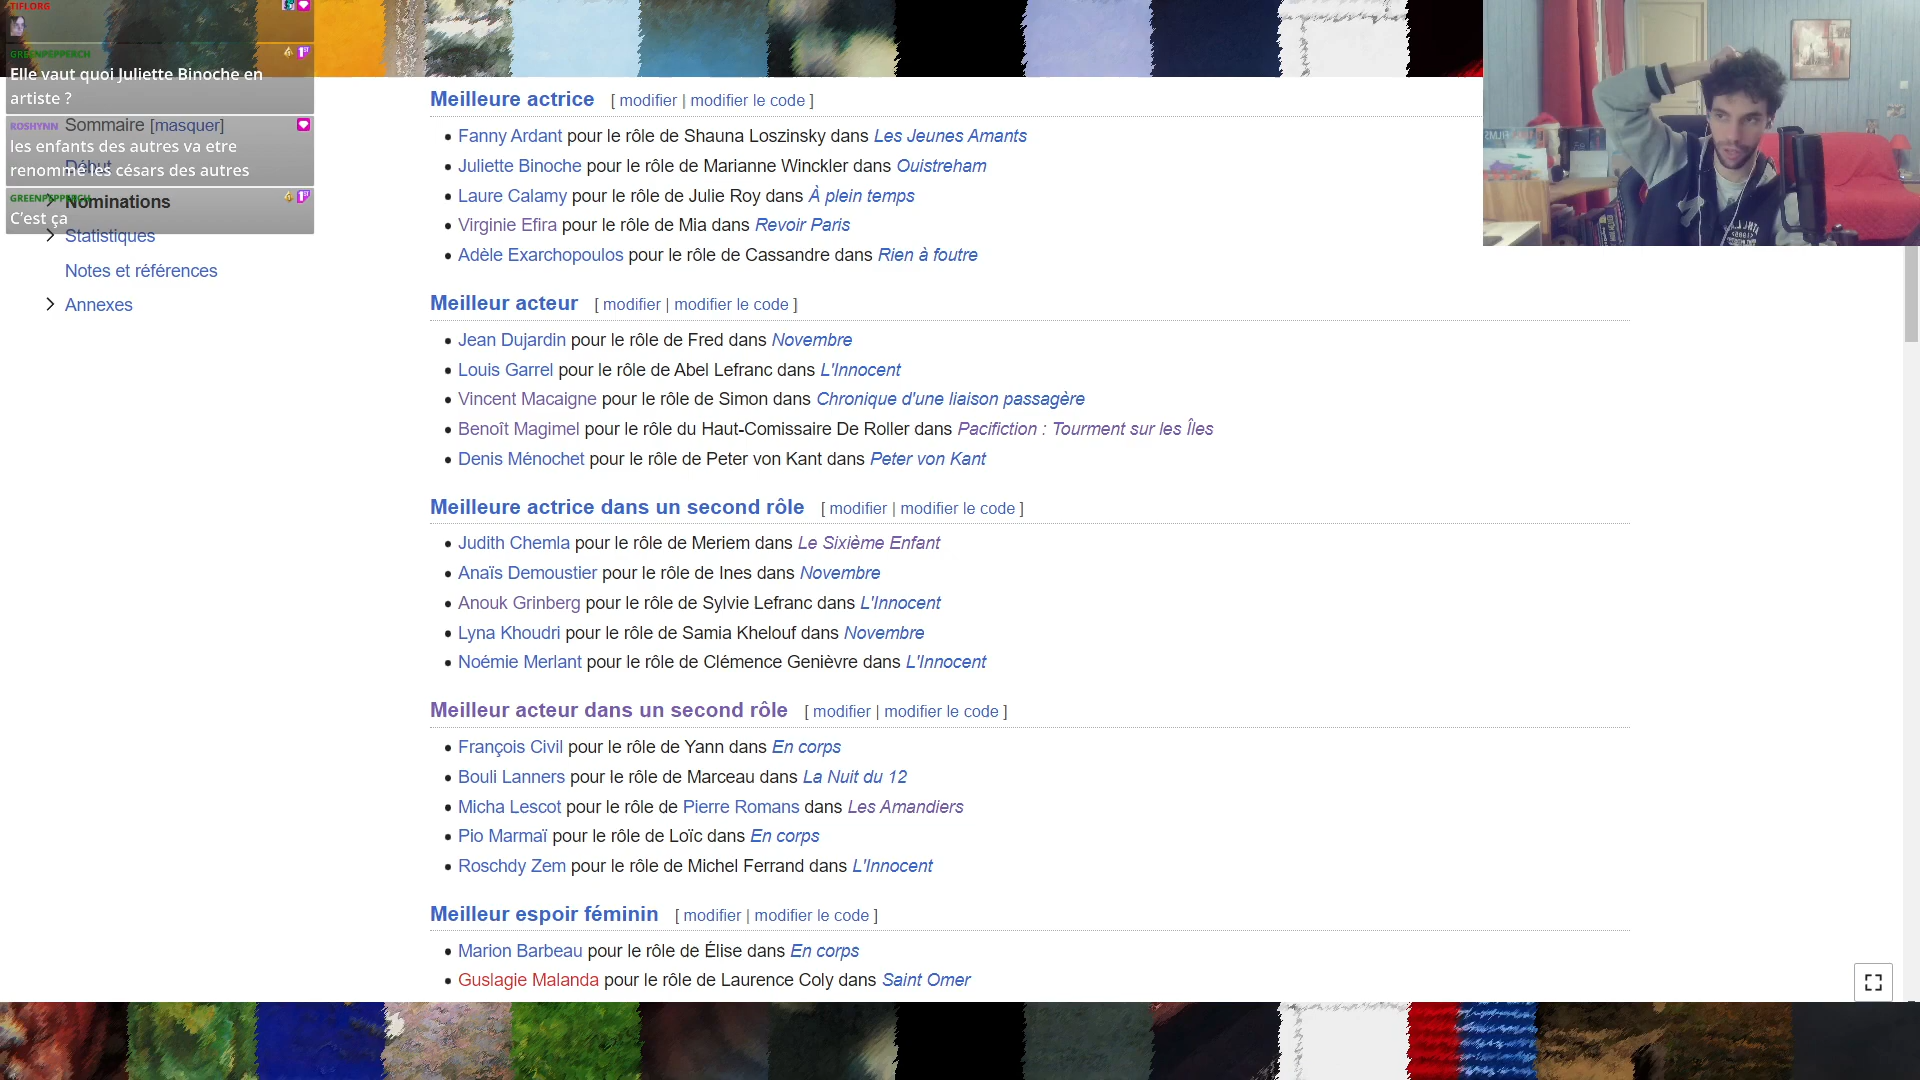 TIFLORG
GREENPEPPERCH
Elle vaut quoi Juliette Binoche en
artiste ?
ROSHYNN
Sommaire [masquer]
les enfants des autres va etre
Début
renommé les césars des autres
GREENPEPPERCH
Nominations
C'est ça
Statistiques
Notes et références
Annexes
Meilleure actrice [ modifier | modifier le code ]
Fanny Ardant pour le rôle de Shauna Loszinsky dans Les Jeunes Amants
Juliette Binoche pour le rôle de Marianne Winckler dans Ouistreham
Laure Calamy pour le rôle de Julie Roy dans À plein temps
Virginie Efira pour le rôle de Mia dans Revoir Paris
Adèle Exarchopoulos pour le rôle de Cassandre dans Rien à foutre
Meilleur acteur [ modifier | modifier le code ]
Jean Dujardin pour le rôle de Fred dans Novembre
Louis Garrel pour le rôle de Abel Lefranc dans L'Innocent
Vincent Macaigne pour le rôle de Simon dans Chronique d'une liaison passagère
Benoît Magimel pour le rôle du Haut-Comissaire De Roller dans Pacifiction : Tourment sur les Îles
Denis Ménochet pour le rôle de Peter von Kant dans Peter von Kant
Meilleure actrice dans un second rôle [ modifier | modifier le code ]
Judith Chemla pour le rôle de Meriem dans Le Sixième Enfant
Anaïs Demoustier pour le rôle de Ines dans Novembre
Anouk Grinberg pour le rôle de Sylvie Lefranc dans L'Innocent
Lyna Khoudri pour le rôle de Samia Khelouf dans Novembre
Noémie Merlant pour le rôle de Clémence Genièvre dans L'Innocent
Meilleur acteur dans un second rôle [ modifier | modifier le code ]
François Civil pour le rôle de Yann dans En corps
Bouli Lanners pour le rôle de Marceau dans La Nuit du 12
Micha Lescot pour le rôle de Pierre Romans dans Les Amandiers
Pio Marmaï pour le rôle de Loïc dans En corps
Roschdy Zem pour le rôle de Michel Ferrand dans L'Innocent
Meilleur espoir féminin [ modifier | modifier le code ]
Marion Barbeau pour le rôle de Élise dans En corps
Guslagie Malanda pour le rôle de Laurence Coly dans Saint Omer